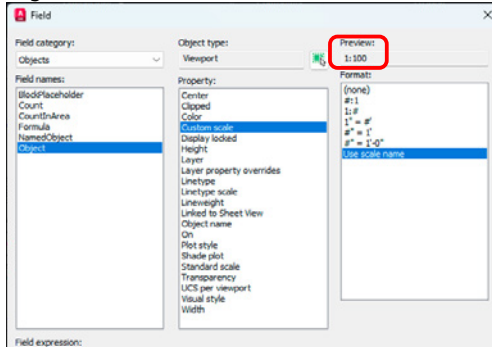 Field
Field category:
Objects
Field names:
BlockPlaceholder
Count
CountInArea
Formula
NamedObject
Object
Object type:
Viewport
Property:
Center
Clipped
Color
Custom scale
Display locked
Height
Layer
Layer property overrides
Linetype
Linetype scale
Lineweight
Linked to Sheet View
Object name
On
Plot style
Shade plot
Standard scale
Transparency
UCS per viewport
Visual style
Width
Preview:
1:100
Format:
(none)
#:1
1:#
1" = #'
#" = 1'
#" = 1'-0"
Use scale name
Field expression: